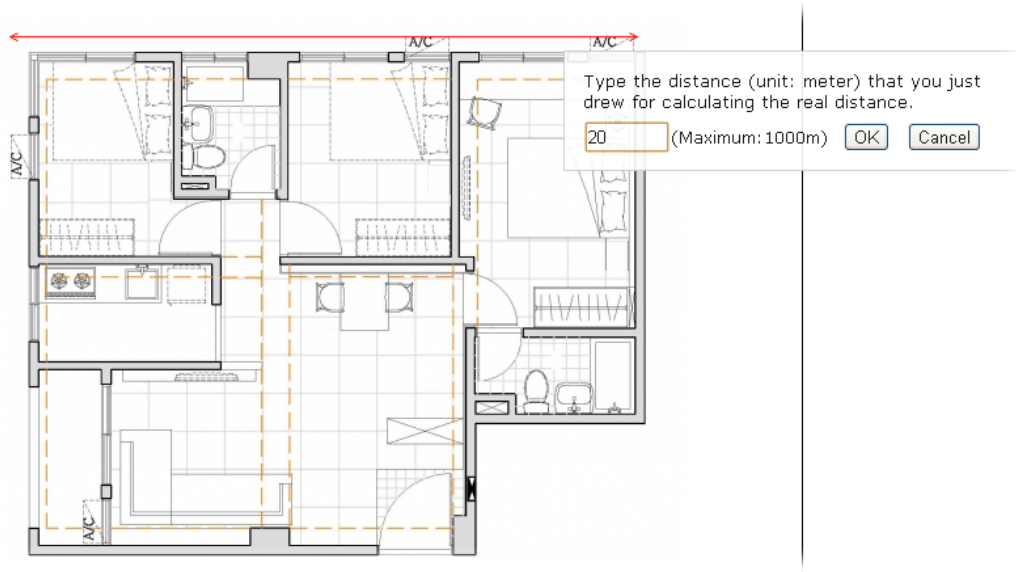 A/C
A/C
Type the distance (unit: meter) that you just
drew for calculating the real distance.
20 (Maximum: 1000m) OK Cancel
A/C
A/C